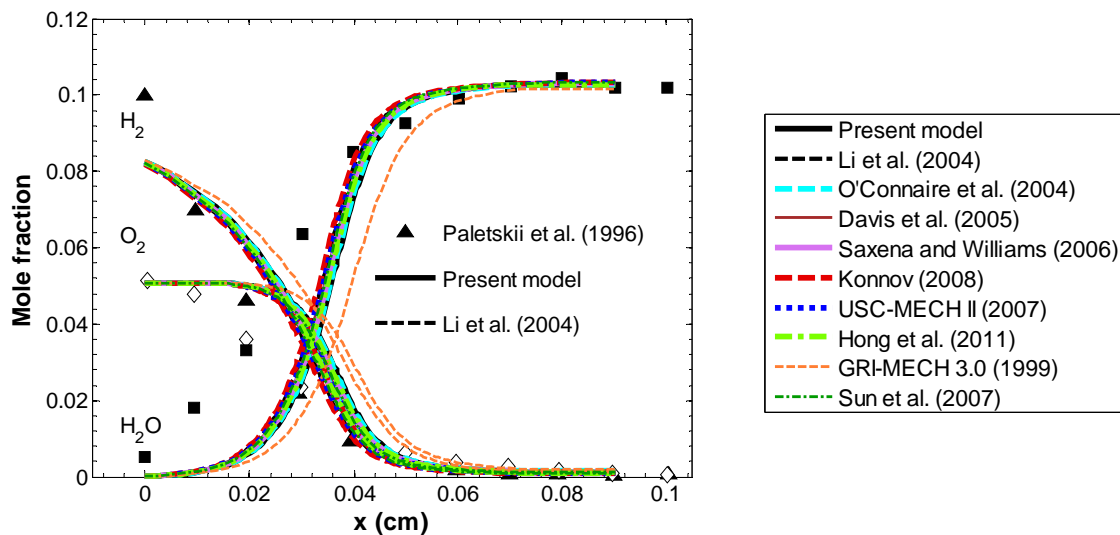 0.12
0.1
0.08
0.06
0.04
0.02
0
Mole fraction
H2
O2
H2O
Paletskii et al. (1996)
Present model
Li et al. (2004)
0 0.02 0.04 0.06 0.08 0.1
x (cm)
Present model
Li et al. (2004)
O'Connaire et al. (2004)
Davis et al. (2005)
Saxena and Williams (2006)
Konnov (2008)
USC-MECH II (2007)
Hong et al. (2011)
GRI-MECH 3.0 (1999)
Sun et al. (2007)